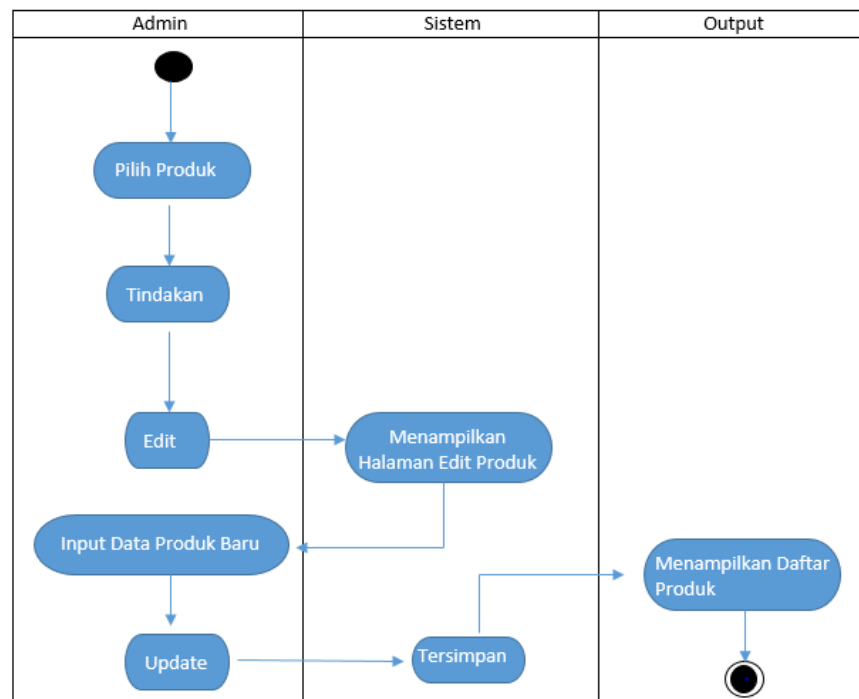 Admin
Sistem
Output
Pilih Produk
Tindakan
Edit
Menampilkan
Halaman Edit Produk
Input Data Produk Baru
Update
Tersimpan
Menampilkan Daftar
Produk